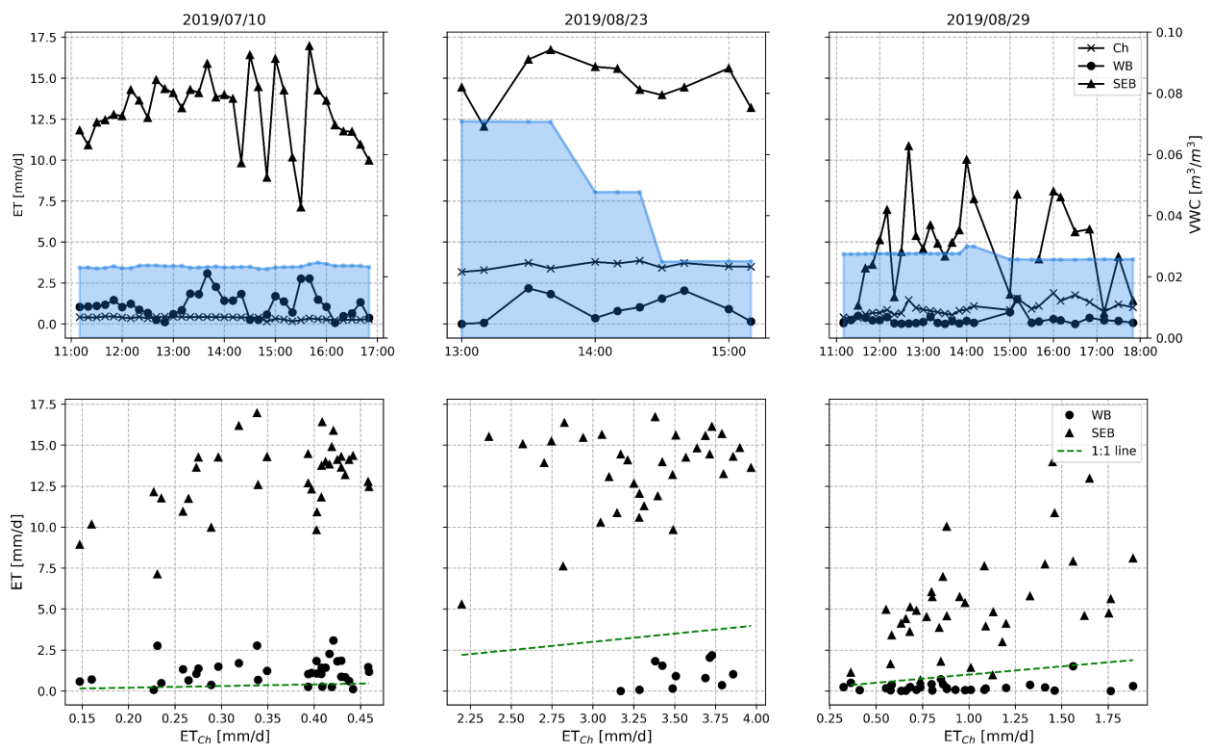 2019/07/10 2019/08/23 2019/08/29
17.5
15.0
12.5
10.0
7.5
5.0
2.5
0.0
ET [mm/d]
11:00 12:00 13:00 14:00 15:00 16:00 17:00
13:00 14:00 15:00
11:00 12:00 13:00 14:00 15:00 16:00 17:00 18:00
Ch
WB
SEB
0.10
0.08
0.06
0.04
0.02
0.00
VWC [m³/m³]
17.5
15.0
12.5
10.0
7.5
5.0
2.5
0.0
ET [mm/d]
0.15 0.20 0.25 0.30 0.35 0.40 0.45
ET_Ch [mm/d]
2.20 2.50 2.75 3.00 3.25 3.50 3.75 4.00
ET_Ch [mm/d]
WB
SEB
1:1 line
0.25 0.50 0.75 1.00 1.25 1.50 1.75
ET_Ch [mm/d]